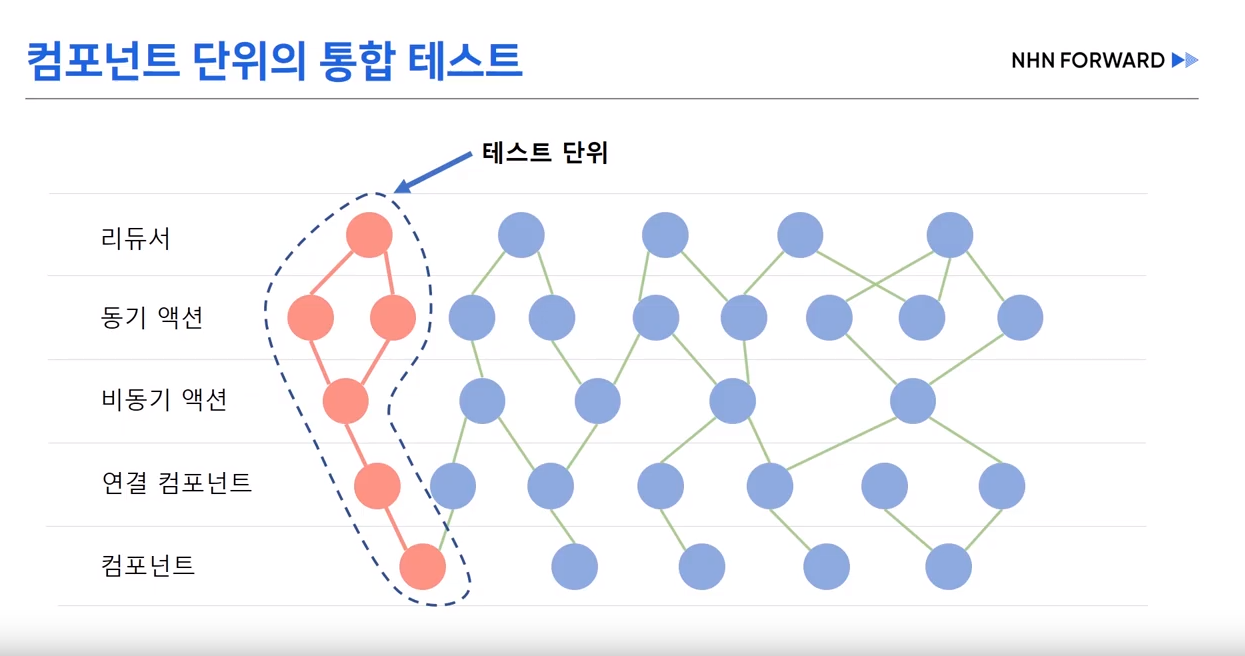 컴포넌트 단위의 통합 테스트
NHN FORWARD
테스트 단위
리듀서
동기 액션
비동기 액션
연결 컴포넌트
컴포넌트